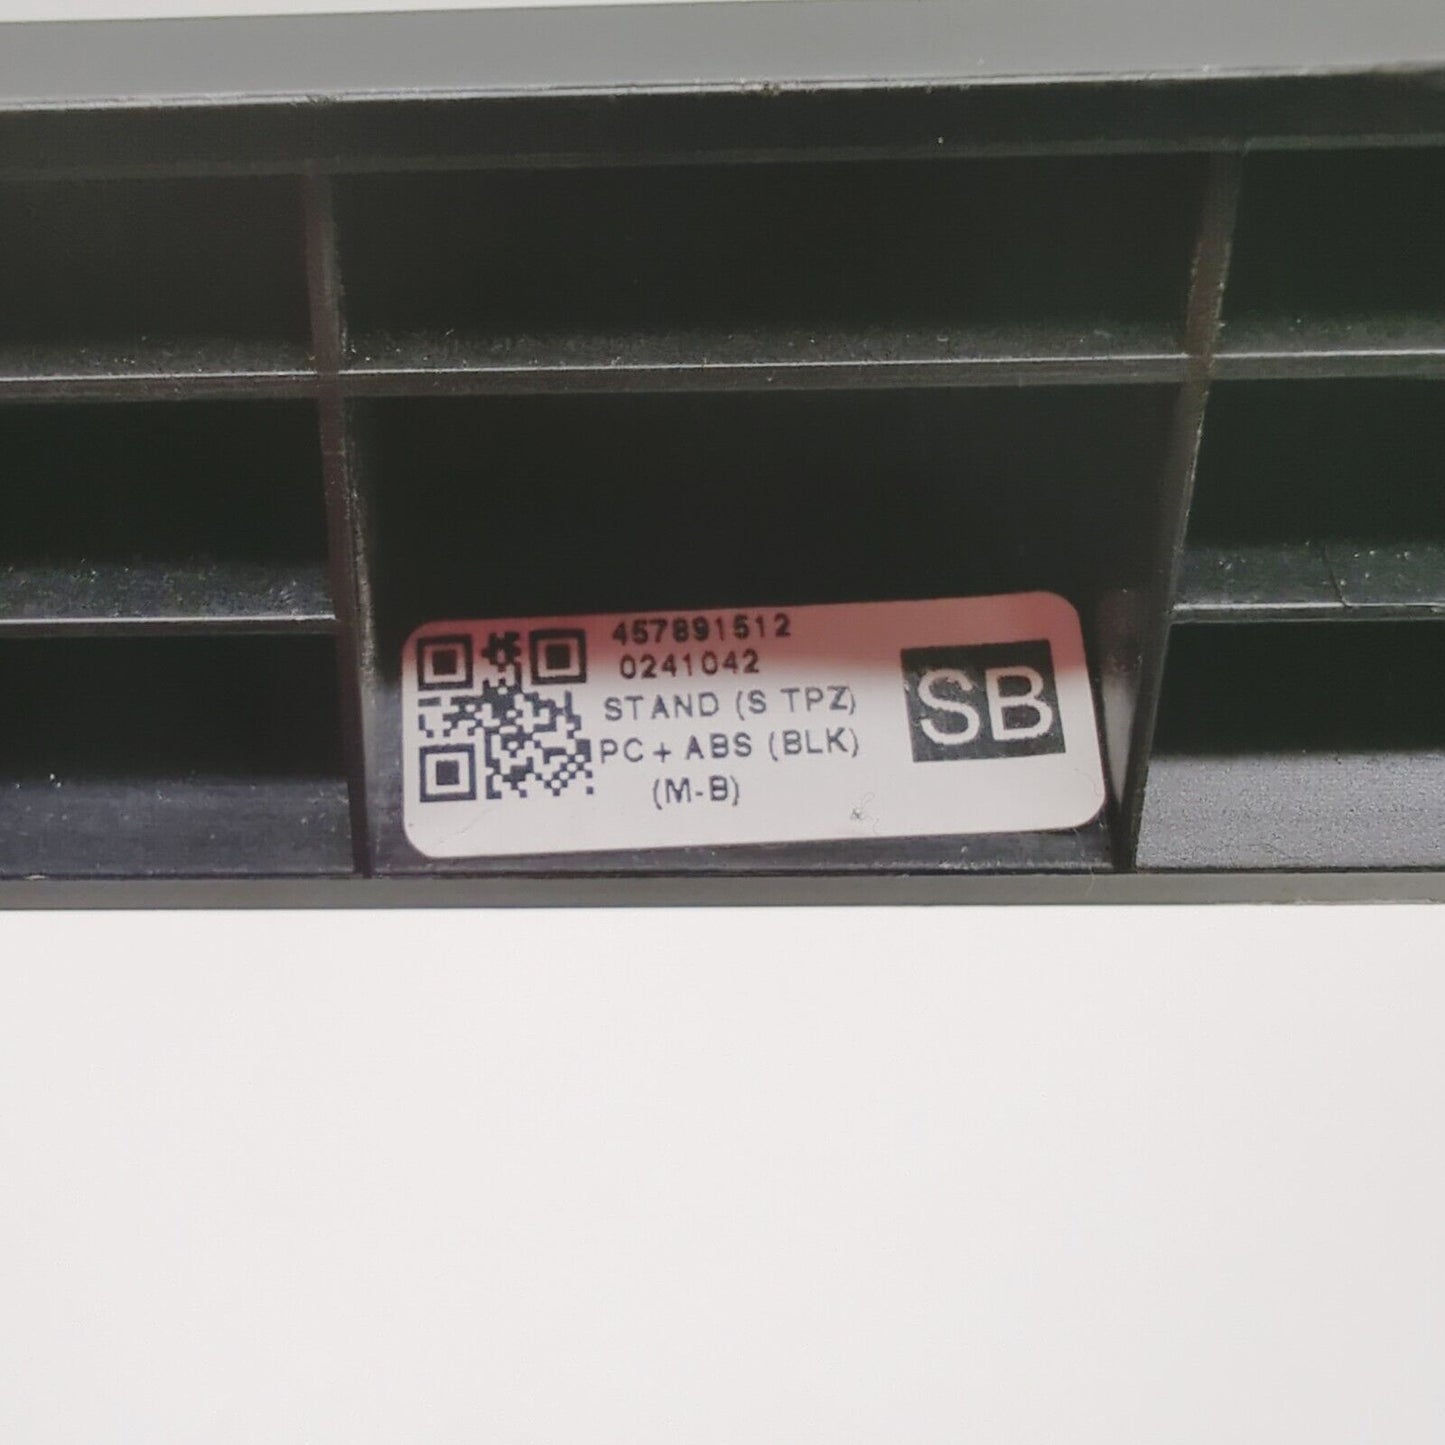 457891512
0241042
STAND (S TPZ)
PC+ABS (BLK)
(M-B)
SB